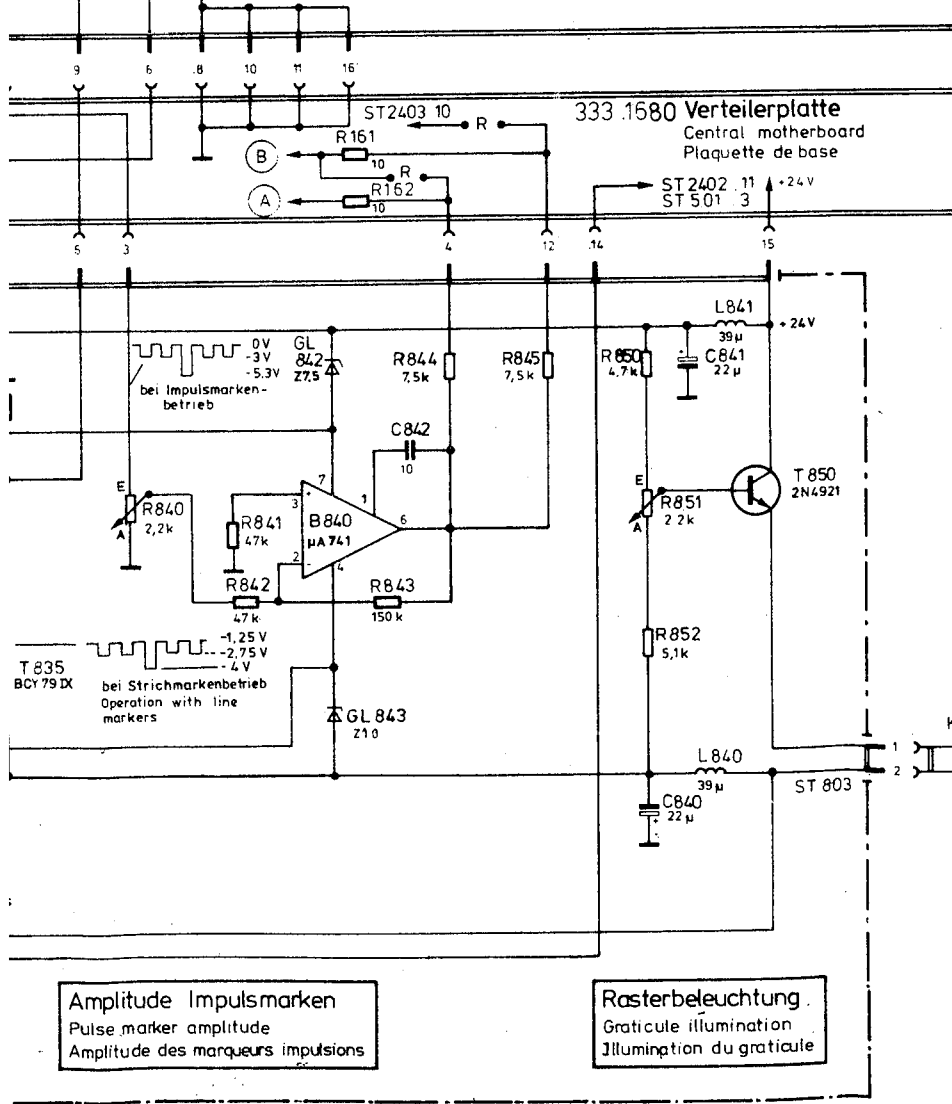 9
6
.8
10
11
16
ST2403 10
R
333.1580 Verteilerplatte
Central motherboard
Plaquette de base
R161
10
B
R
R162
10
A
ST2402 .11
ST501 .3
+24V
5
3
4
12
.14
15
L841
39µ
+24V
0V
-3V
-5.3V
bei Impulsmarken-
betrieb
GL
842
Z7,5
R844
7,5k
R845
7,5k
R850
4,7k
C841
22µ
C842
10
E
R840
2,2k
A
R841
47k
7
3
+
1
B840
µA741
6
2
-
4
E
R851
2.2k
A
T850
2N4921
R842
47k
R843
150k
R852
5,1k
T835
BCY79IX
-1,25V
-2,75V
-4V
bei Strichmarkenbetrieb
Operation with line
markers
GL843
Z10
L840
39µ
1
2
ST 803
C840
22µ
+
-
Amplitude Impulsmarken
Pulse marker amplitude
Amplitude des marqueurs impulsions
Rasterbeleuchtung
Graticule illumination
Illumination du graticule